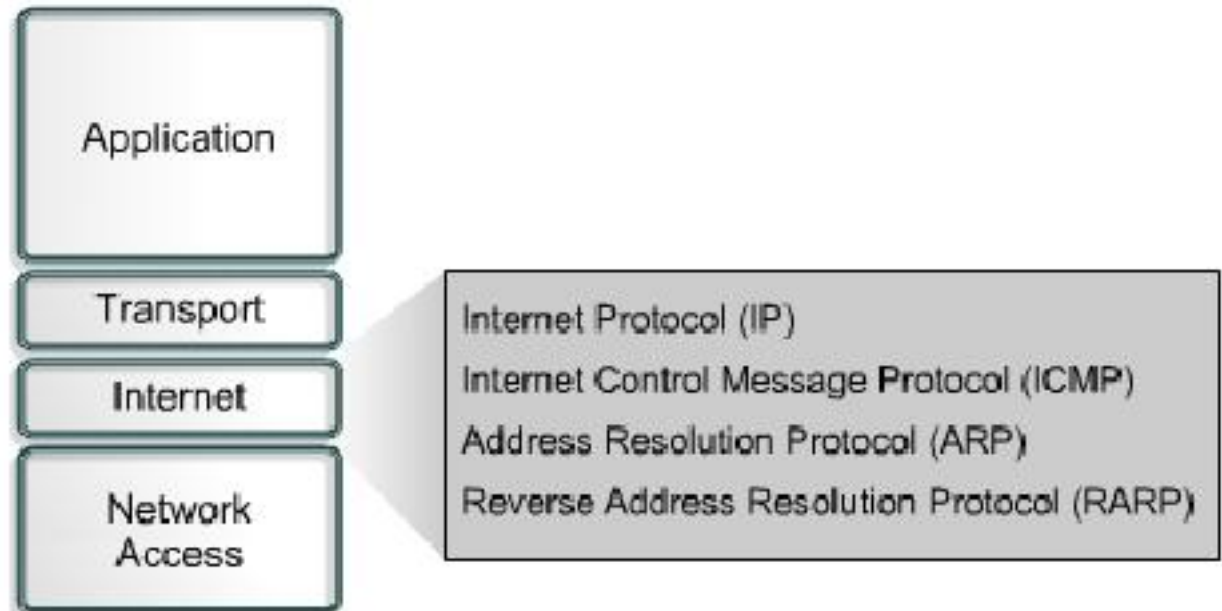 Application
Transport
Internet
Network
Access
Internet Protocol (IP)
Internet Control Message Protocol (ICMP)
Address Resolution Protocol (ARP)
Reverse Address Resolution Protocol (RARP)